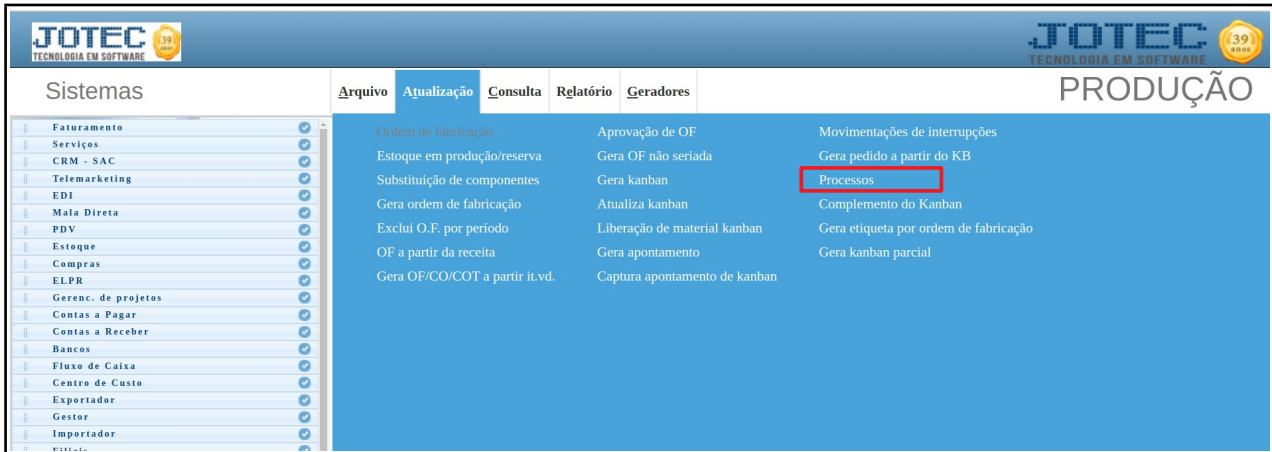 JOTEC 39 anos
TECNOLOGIA EM SOFTWARE
JOTEC 39 anos
TECNOLOGIA EM SOFTWARE
Sistemas
Arquivo Atualização Consulta Relatório Geradores
PRODUÇÃO
Faturamento
Serviços
CRM - SAC
Telemarketing
EDI
Mala Direta
PDV
Estoque
Compras
ELPR
Gerenc. de projetos
Contas a Pagar
Contas a Receber
Bancos
Fluxo de Caixa
Centro de Custo
Exportador
Gestor
Importador
Filiais
Ordem de fabricação
Estoque em produção/reserva
Substituição de componentes
Gera ordem de fabricação
Exclui O.F. por período
OF a partir da receita
Gera OF/CO/COT a partir it.vd.
Aprovação de OF
Gera OF não seriada
Gera kanban
Atualiza kanban
Liberação de material kanban
Gera apontamento
Captura apontamento de kanban
Movimentações de interrupções
Gera pedido a partir do KB
Processos
Complemento do Kanban
Gera etiqueta por ordem de fabricação
Gera kanban parcial